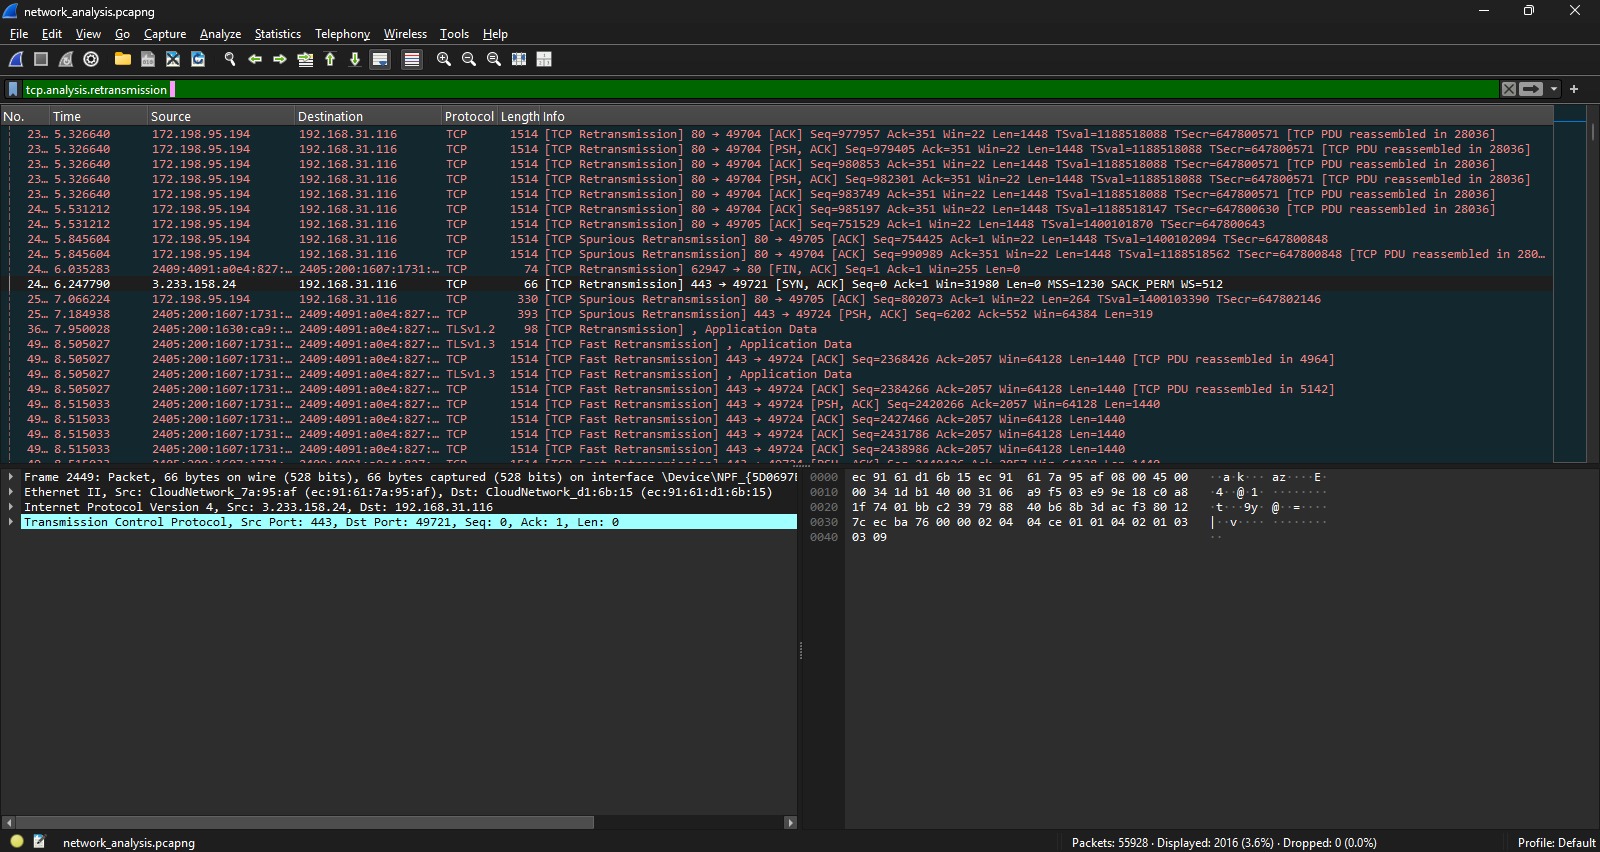 network_analysis.pcapng
File Edit View Go Capture Analyze Statistics Telephony Wireless Tools Help
tcp.analysis.retransmission
No. Time Source Destination Protocol Length Info
23… 5.326640 172.198.95.194 192.168.31.116 TCP 1514 [TCP Retransmission] 80 → 49704 [ACK] Seq=977957 Ack=351 Win=22 Len=1448 TSval=1188518088 TSecr=647800571 [TCP PDU reassembled in 28036]
23… 5.326640 172.198.95.194 192.168.31.116 TCP 1514 [TCP Retransmission] 80 → 49704 [PSH, ACK] Seq=979405 Ack=351 Win=22 Len=1448 TSval=1188518088 TSecr=647800571 [TCP PDU reassembled in 28036]
23… 5.326640 172.198.95.194 192.168.31.116 TCP 1514 [TCP Retransmission] 80 → 49704 [ACK] Seq=980853 Ack=351 Win=22 Len=1448 TSval=1188518088 TSecr=647800571 [TCP PDU reassembled in 28036]
23… 5.326640 172.198.95.194 192.168.31.116 TCP 1514 [TCP Retransmission] 80 → 49704 [PSH, ACK] Seq=982301 Ack=351 Win=22 Len=1448 TSval=1188518088 TSecr=647800571 [TCP PDU reassembled in 28036]
23… 5.326640 172.198.95.194 192.168.31.116 TCP 1514 [TCP Retransmission] 80 → 49704 [ACK] Seq=983749 Ack=351 Win=22 Len=1448 TSval=1188518088 TSecr=647800571 [TCP PDU reassembled in 28036]
24… 5.531212 172.198.95.194 192.168.31.116 TCP 1514 [TCP Retransmission] 80 → 49704 [ACK] Seq=985197 Ack=351 Win=22 Len=1448 TSval=1188518147 TSecr=647800630 [TCP PDU reassembled in 28036]
24… 5.531212 172.198.95.194 192.168.31.116 TCP 1514 [TCP Retransmission] 80 → 49705 [ACK] Seq=751529 Ack=1 Win=22 Len=1448 TSval=1400101870 TSecr=647800643
24… 5.845604 172.198.95.194 192.168.31.116 TCP 1514 [TCP Spurious Retransmission] 80 → 49705 [ACK] Seq=754425 Ack=1 Win=22 Len=1448 TSval=1400102094 TSecr=647800848
24… 5.845604 172.198.95.194 192.168.31.116 TCP 1514 [TCP Spurious Retransmission] 80 → 49704 [ACK] Seq=990989 Ack=351 Win=22 Len=1448 TSval=1188518562 TSecr=647800848 [TCP PDU reassembled in 280…
24… 6.035283 2409:4091:a0e4:827:… 2405:200:1607:1731:… TCP 74 [TCP Retransmission] 62947 → 80 [FIN, ACK] Seq=1 Ack=1 Win=255 Len=0
24… 6.247790 3.233.158.24 192.168.31.116 TCP 66 [TCP Retransmission] 443 → 49721 [SYN, ACK] Seq=0 Ack=1 Win=31980 Len=0 MSS=1230 SACK_PERM WS=512
25… 7.066224 172.198.95.194 192.168.31.116 TCP 330 [TCP Spurious Retransmission] 80 → 49705 [ACK] Seq=802073 Ack=1 Win=22 Len=264 TSval=1400103390 TSecr=647802146
25… 7.184938 2405:200:1607:1731:… 2409:4091:a0e4:827:… TCP 393 [TCP Spurious Retransmission] 443 → 49724 [PSH, ACK] Seq=6202 Ack=552 Win=64384 Len=319
36… 7.950028 2405:200:1630:ca9::… 2409:4091:a0e4:827:… TLSv1.2 98 [TCP Retransmission] , Application Data
49… 8.505027 2405:200:1607:1731:… 2409:4091:a0e4:827:… TLSv1.3 1514 [TCP Fast Retransmission] , Application Data
49… 8.505027 2405:200:1607:1731:… 2409:4091:a0e4:827:… TCP 1514 [TCP Fast Retransmission] 443 → 49724 [ACK] Seq=2368426 Ack=2057 Win=64128 Len=1440 [TCP PDU reassembled in 4964]
49… 8.505027 2405:200:1607:1731:… 2409:4091:a0e4:827:… TLSv1.3 1514 [TCP Fast Retransmission] , Application Data
49… 8.505027 2405:200:1607:1731:… 2409:4091:a0e4:827:… TCP 1514 [TCP Fast Retransmission] 443 → 49724 [ACK] Seq=2384266 Ack=2057 Win=64128 Len=1440 [TCP PDU reassembled in 5142]
49… 8.515033 2405:200:1607:1731:… 2409:4091:a0e4:827:… TCP 1514 [TCP Fast Retransmission] 443 → 49724 [PSH, ACK] Seq=2420266 Ack=2057 Win=64128 Len=1440
49… 8.515033 2405:200:1607:1731:… 2409:4091:a0e4:827:… TCP 1514 [TCP Fast Retransmission] 443 → 49724 [ACK] Seq=2427466 Ack=2057 Win=64128 Len=1440
49… 8.515033 2405:200:1607:1731:… 2409:4091:a0e4:827:… TCP 1514 [TCP Fast Retransmission] 443 → 49724 [ACK] Seq=2431786 Ack=2057 Win=64128 Len=1440
49… 8.515033 2405:200:1607:1731:… 2409:4091:a0e4:827:… TCP 1514 [TCP Fast Retransmission] 443 → 49724 [ACK] Seq=2438986 Ack=2057 Win=64128 Len=1440
Frame 2449: Packet, 66 bytes on wire (528 bits), 66 bytes captured (528 bits) on interface \Device\NPF_{5D0697
Ethernet II, Src: CloudNetwork_7a:95:af (ec:91:61:7a:95:af), Dst: CloudNetwork_d1:6b:15 (ec:91:61:d1:6b:15)
Internet Protocol Version 4, Src: 3.233.158.24, Dst: 192.168.31.116
Transmission Control Protocol, Src Port: 443, Dst Port: 49721, Seq: 0, Ack: 1, Len: 0
0000 ec 91 61 d1 6b 15 ec 91 61 7a 95 af 08 00 45 00 ··a·k··· az····E·
0010 00 34 1d b1 40 00 31 06 a9 f5 03 e9 9e 18 c0 a8 ·4··@·1· ········
0020 1f 74 01 bb c2 39 79 88 40 b6 8b 3d ac f3 80 12 ·t···9y· @··=····
0030 7c ec ba 76 00 00 02 04 04 ce 01 01 04 02 01 03 |··v···· ········
0040 03 09 ··
network_analysis.pcapng
Packets: 55928 · Displayed: 2016 (3.6%) · Dropped: 0 (0.0%)
Profile: Default